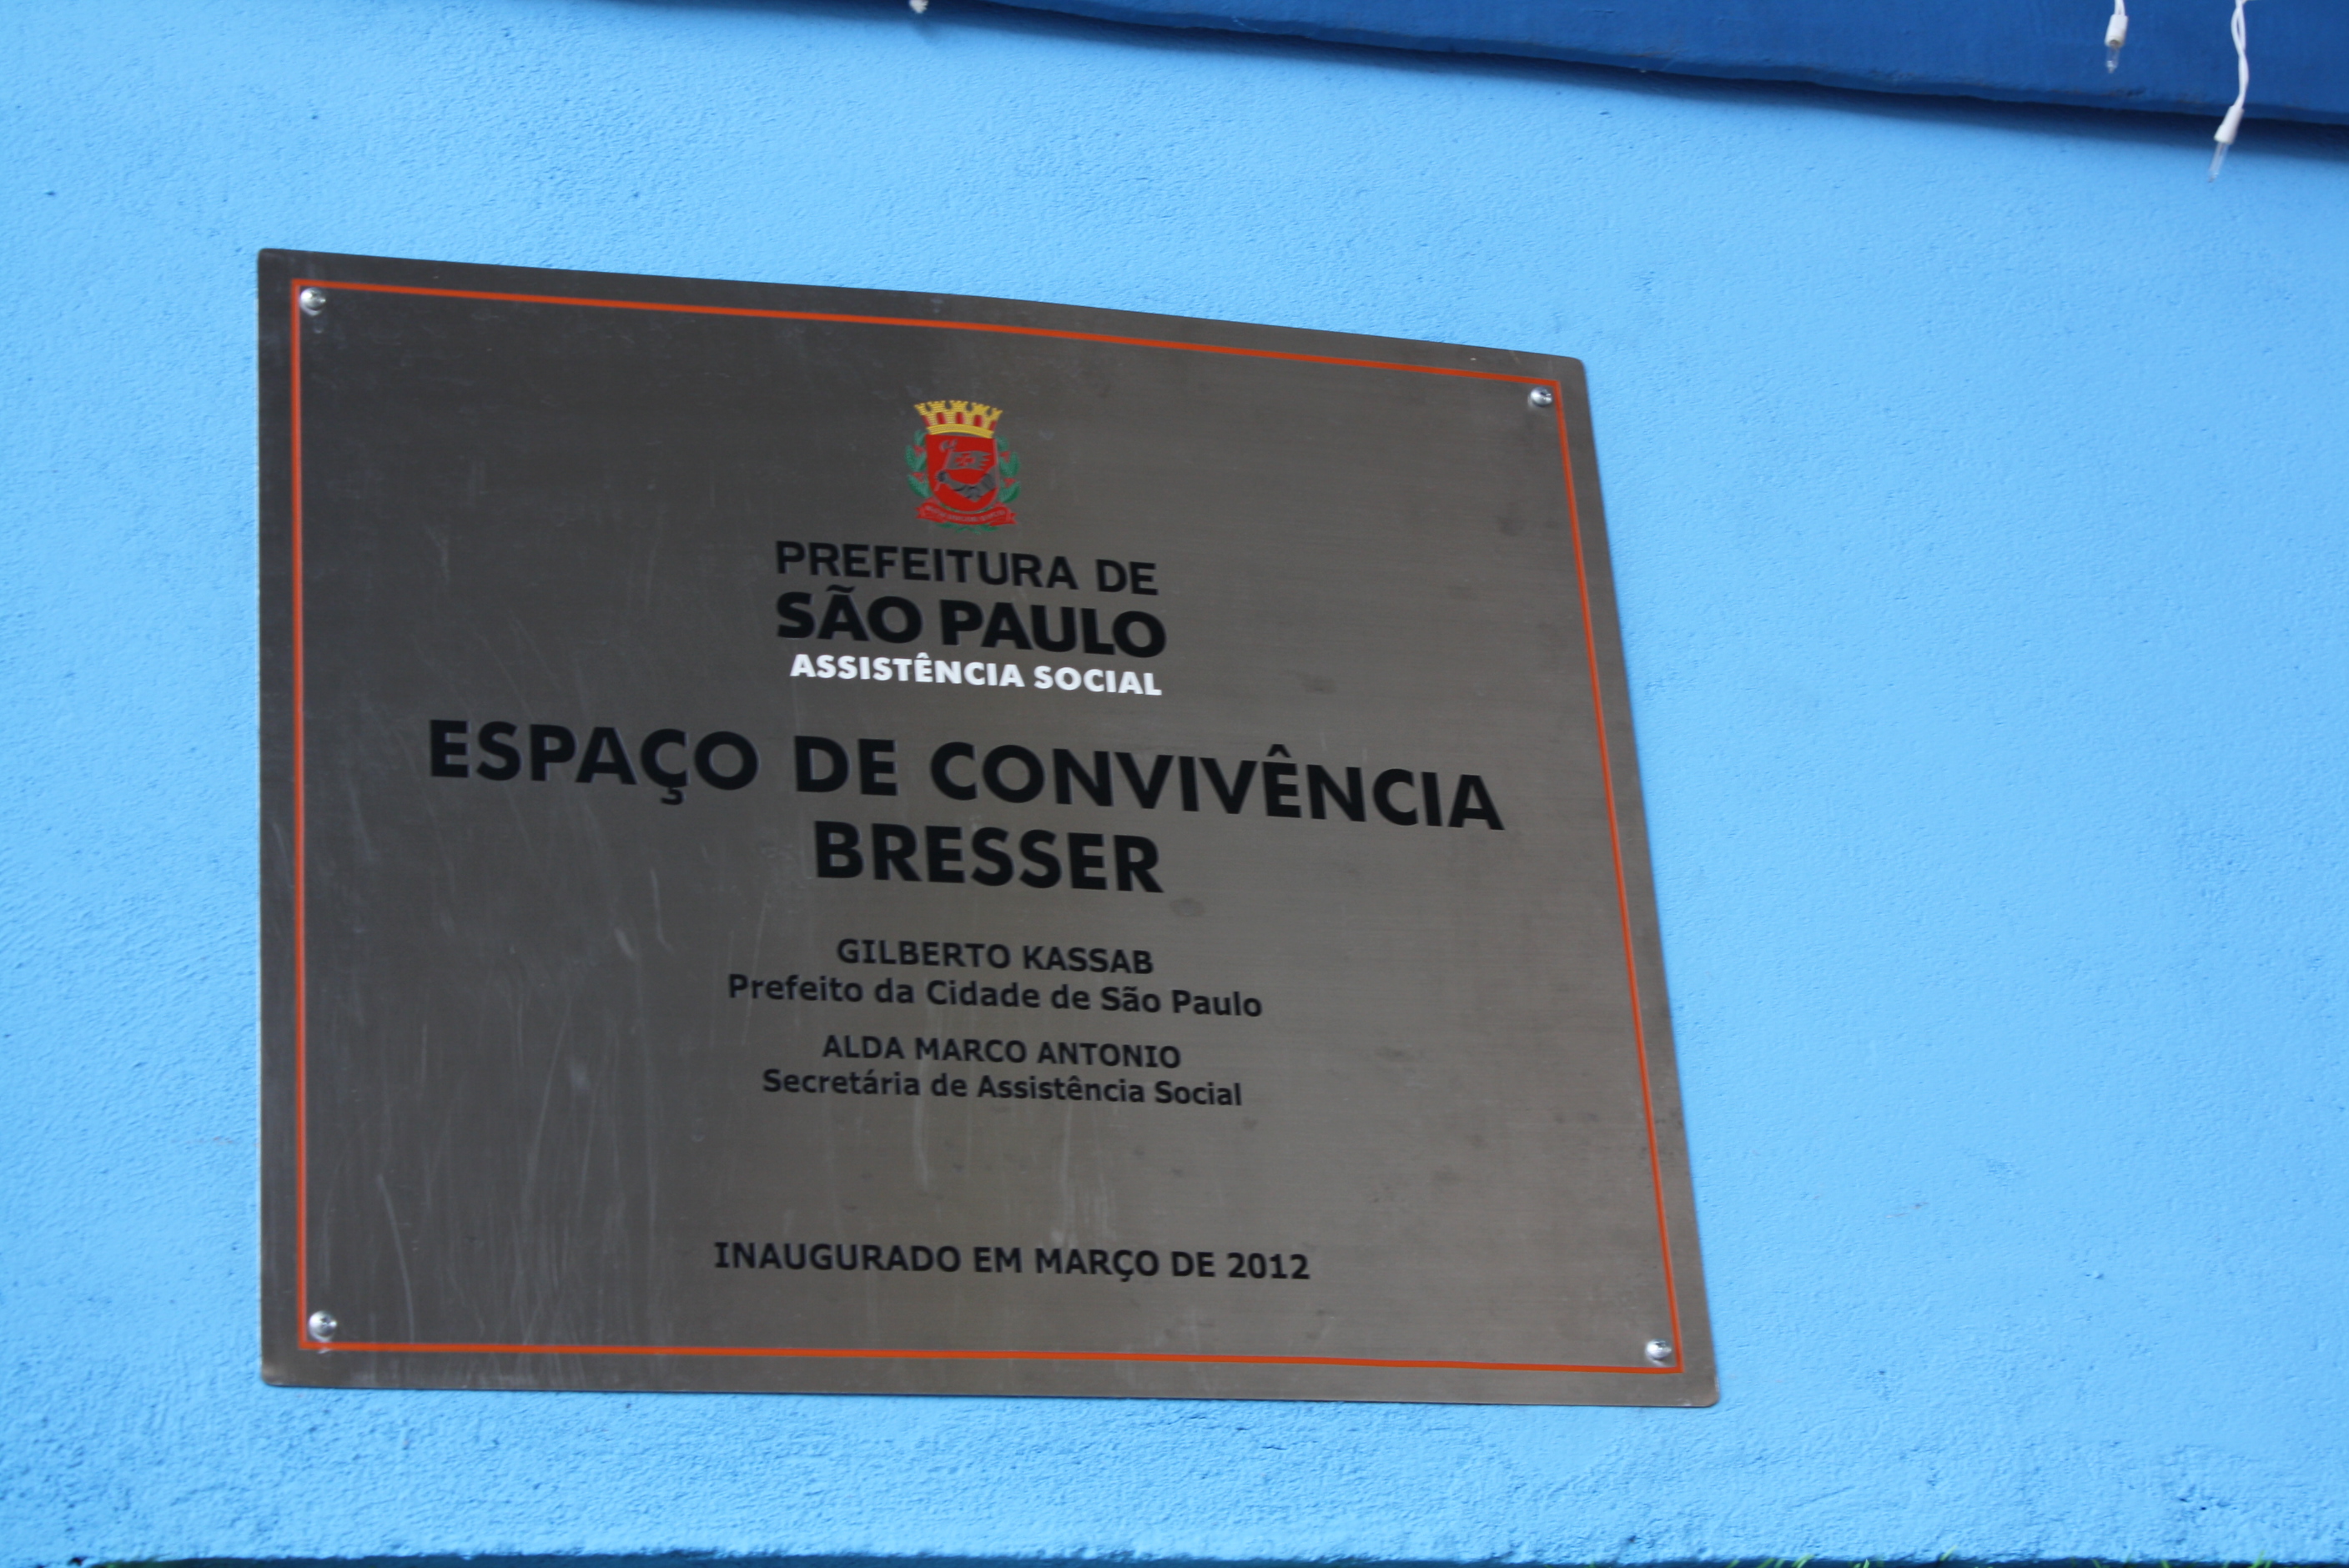 PREFEITURA DE
SÃO PAULO
ASSISTÊNCIA SOCIAL
ESPAÇO DE CONVIVÊNCIA
BRESSER
GILBERTO KASSAB
Prefeito da Cidade de São Paulo
ALDA MARCO ANTONIO
Secretária de Assistência Social
INAUGURADO EM MARÇO DE 2012